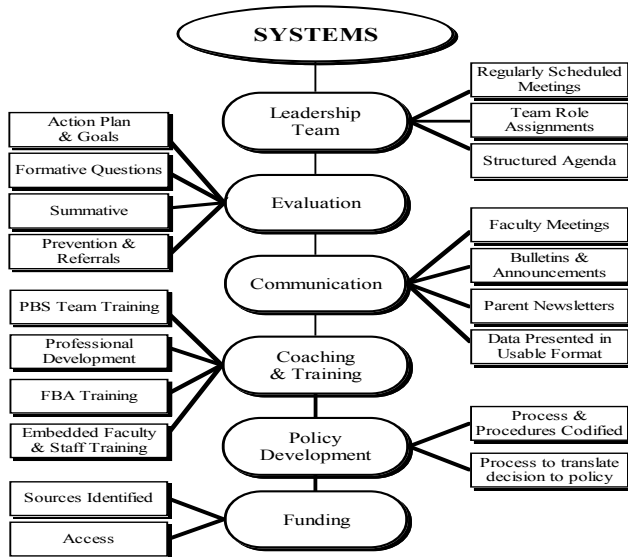 SYSTEMS
Leadership
Team
Regularly Scheduled
Meetings
Team Role
Assignments
Structured Agenda
Evaluation
Action Plan
& Goals
Formative Questions
Summative
Prevention &
Referrals
Communication
Faculty Meetings
Bulletins &
Announcements
Parent Newsletters
Data Presented in
Usable Format
Coaching
& Training
PBS Team Training
Professional
Development
FBA Training
Embedded Faculty
& Staff Training
Policy
Development
Process &
Procedures Codified
Process to translate
decision to policy
Funding
Sources Identified
Access